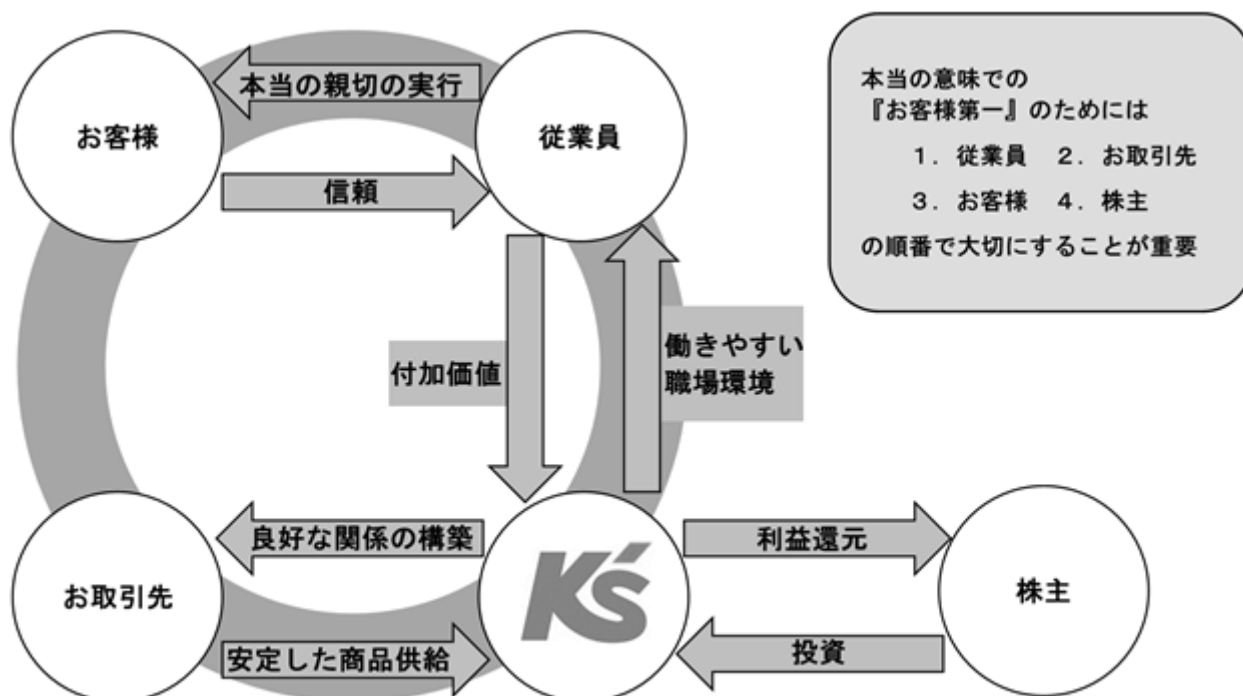 お客様
本当の親切の実行
信頼
従業員
本当の意味での
『お客様第一』のためには
1. 従業員 2. お取引先
3. お客様 4. 株主
の順番で大切にすることが重要
付加価値
働きやすい
職場環境
お取引先
良好な関係の構築
安定した商品供給
K's
利益還元
投資
株主